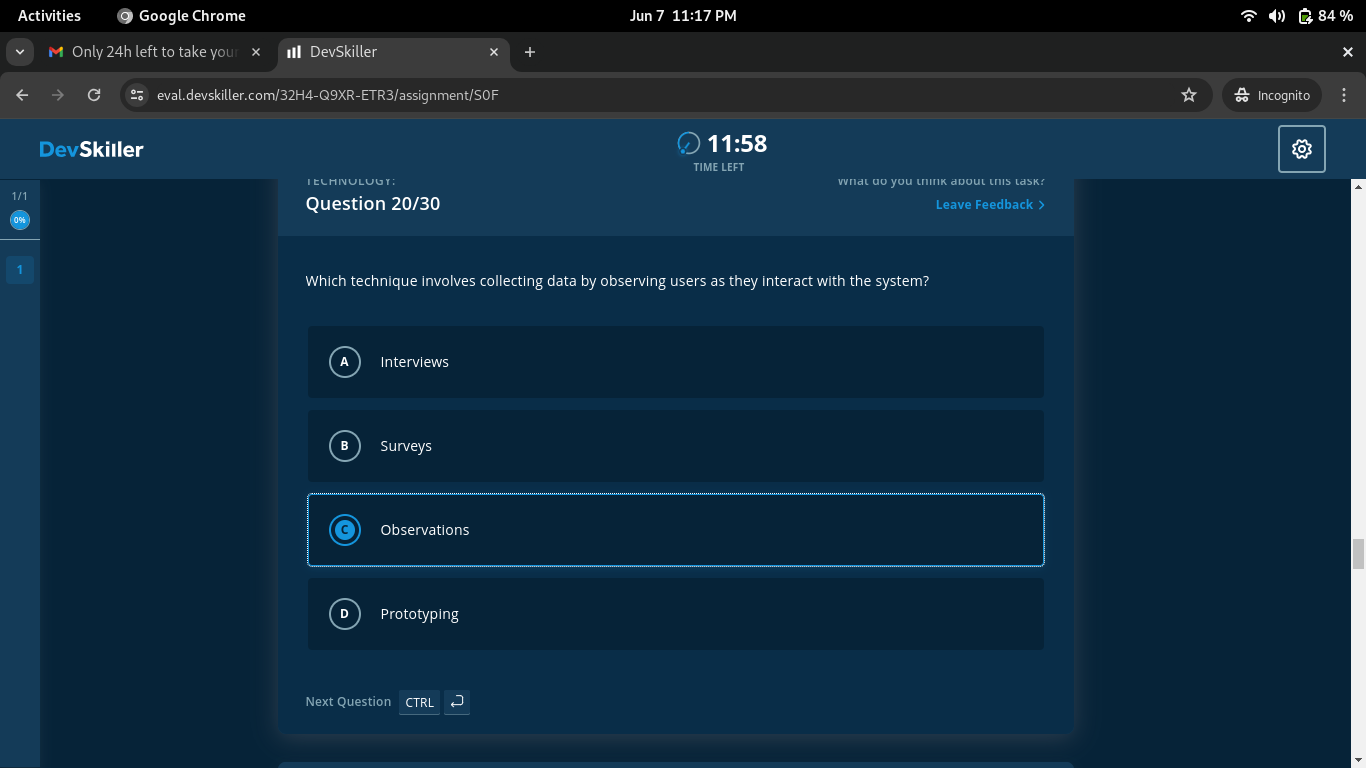 Activities Google Chrome Jun 7 11:17 PM 84 %
Only 24h left to take your DevSkiller
eval.devskiller.com/32H4-Q9XR-ETR3/assignment/S0F Incognito
DevSkiller 11:58
TIME LEFT
1/1 TECHNOLOGY: What do you think about this task?
Question 20/30 Leave Feedback
0%
1
Which technique involves collecting data by observing users as they interact with the system?
A Interviews
B Surveys
C Observations
D Prototyping
Next Question CTRL